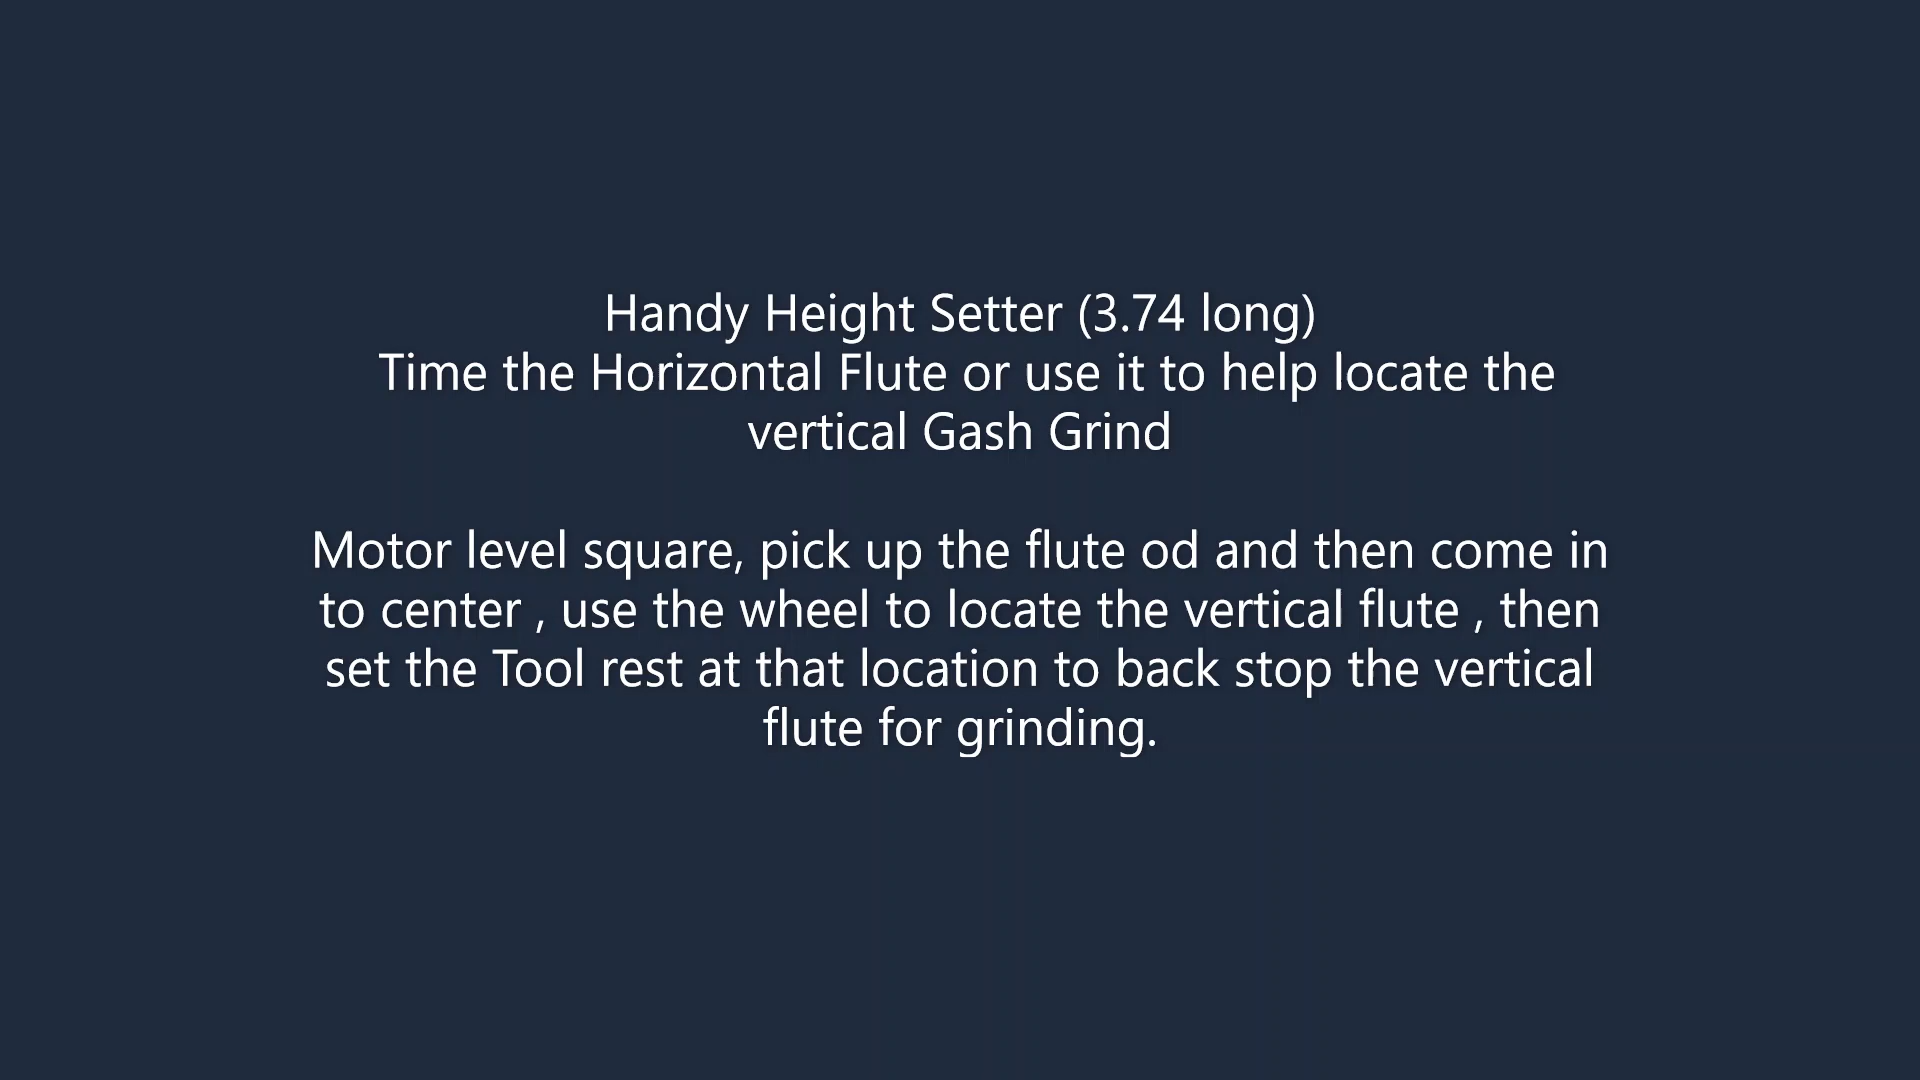 Handy Height Setter (3.74 long)
Time the Horizontal Flute or use it to help locate the
vertical Gash Grind
Motor level square, pick up the flute od and then come in
to center , use the wheel to locate the vertical flute , then
set the Tool rest at that location to back stop the vertical
flute for grinding.